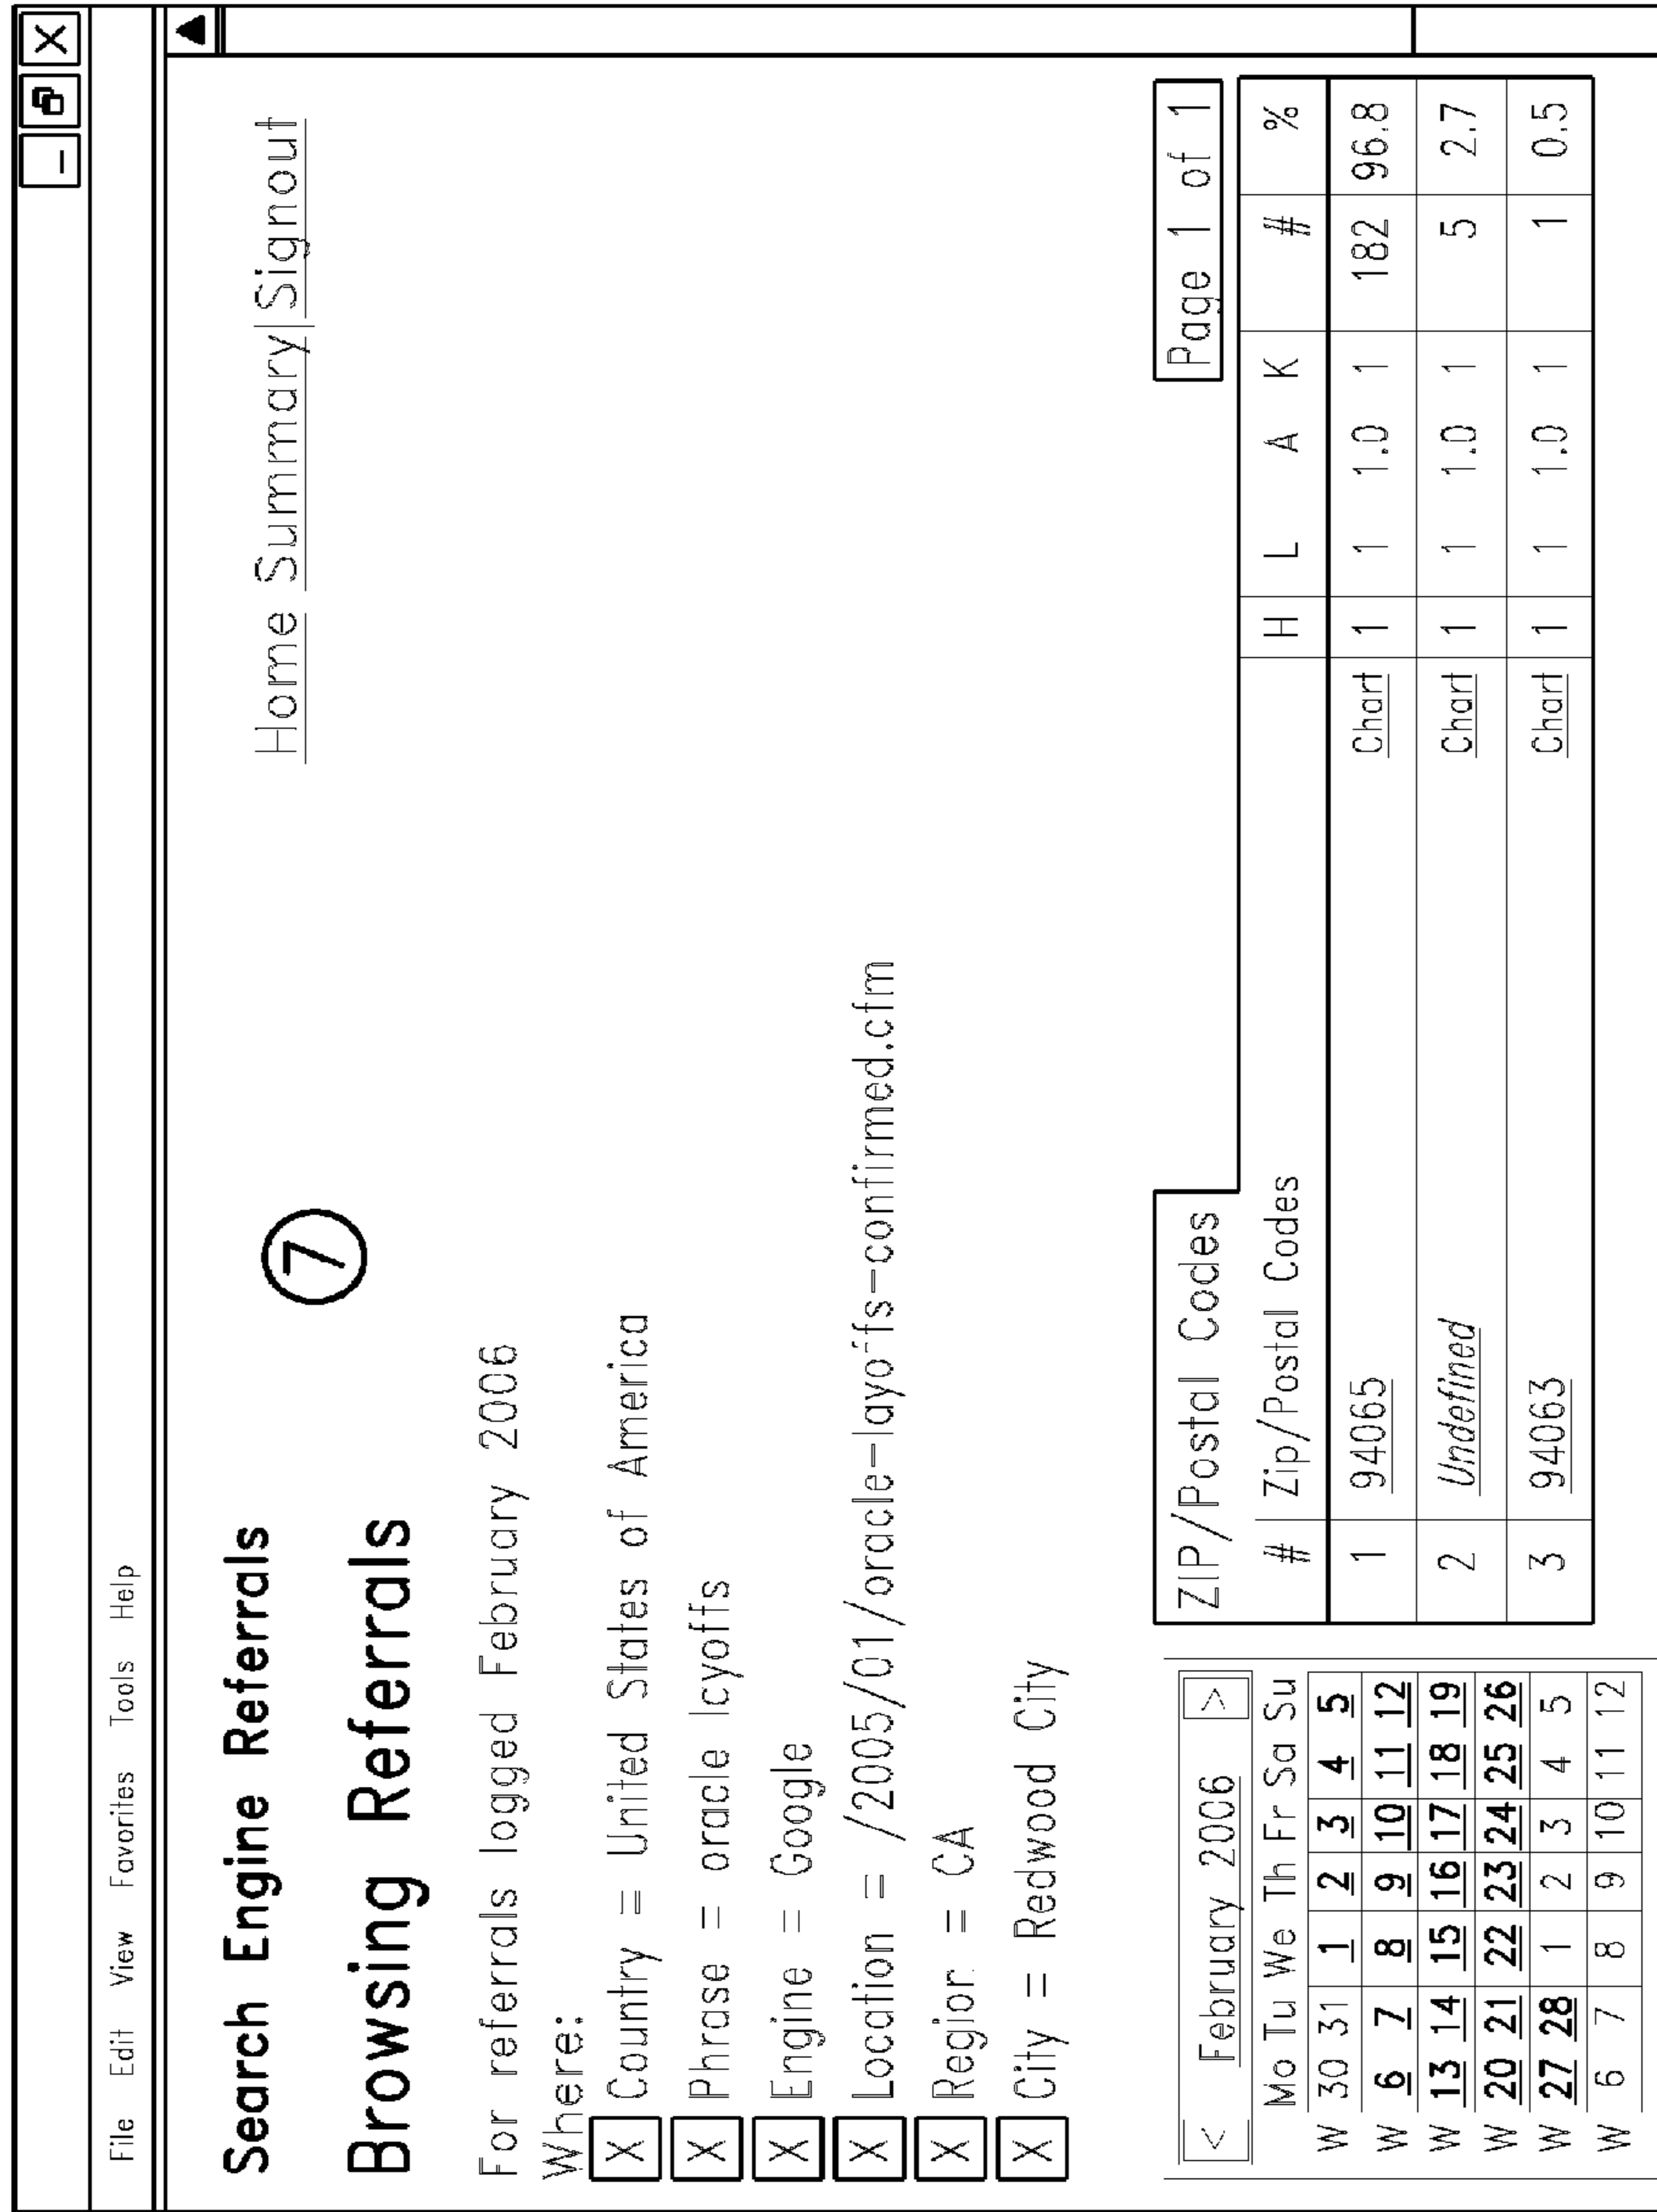 – X
File Edit View Favorites Tools Help
Search Engine Referrals
7
Home Summary|Signout
Browsing Referrals
For referrals logged February 2006
Where:
X Country = United States of America
X Phrase = oracle lcyoffs
X Engine = Google
X Location = /2005/01/oracle-layoffs-confirmed.cfm
X Region = CA
X City = Redwood City
< February 2006 >
Mo Tu We Th Fr Sa Su
W 30 31 1 2 3 4 5
W 6 7 8 9 10 11 12
W 13 14 15 16 17 18 19
W 20 21 22 23 24 25 26
W 27 28 1 2 3 4 5
W 6 7 8 9 10 11 12
ZIP/Postal Codes Page 1 of 1
# Zip/Postal Codes H L A K # %
1 94065 Chart 1 1 1.0 1 182 96.8
2 Undefined Chart 1 1 1.0 1 5 2.7
3 94063 Chart 1 1 1.0 1 1 0.5